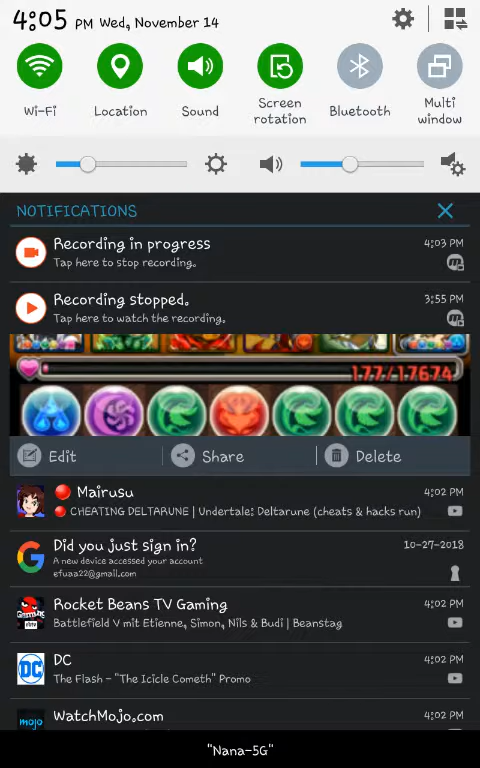 4:05 PM Wed, November 14
Wi-Fi
Location
Sound
Screen rotation
Bluetooth
Multi window
NOTIFICATIONS
Recording in progress
4:03 PM
Tap here to stop recording.
Recording stopped.
3:55 PM
Tap here to watch the recording.
177/17674
Edit
Share
Delete
Mairusu
4:02 PM
CHEATING DELTARUNE | Undertale: Deltarune (cheats & hacks run)
Did you just sign in?
10-27-2018
A new device accessed your account
efuaa22@gmail.com
Rocket Beans TV Gaming
4:02 PM
Battlefield V mit Etienne, Simon, Nils & Budi | Beanstag
DC
DC
4:02 PM
The Flash - "The Icicle Cometh" Promo
mojo
WatchMojo.com
4:02 PM
"Nana-5G"